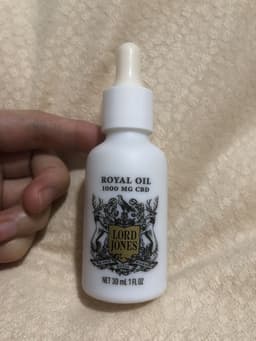 ROYAL OIL
1000 MG CBD
LORD
JONES
NET 30 mL 1 FL OZ